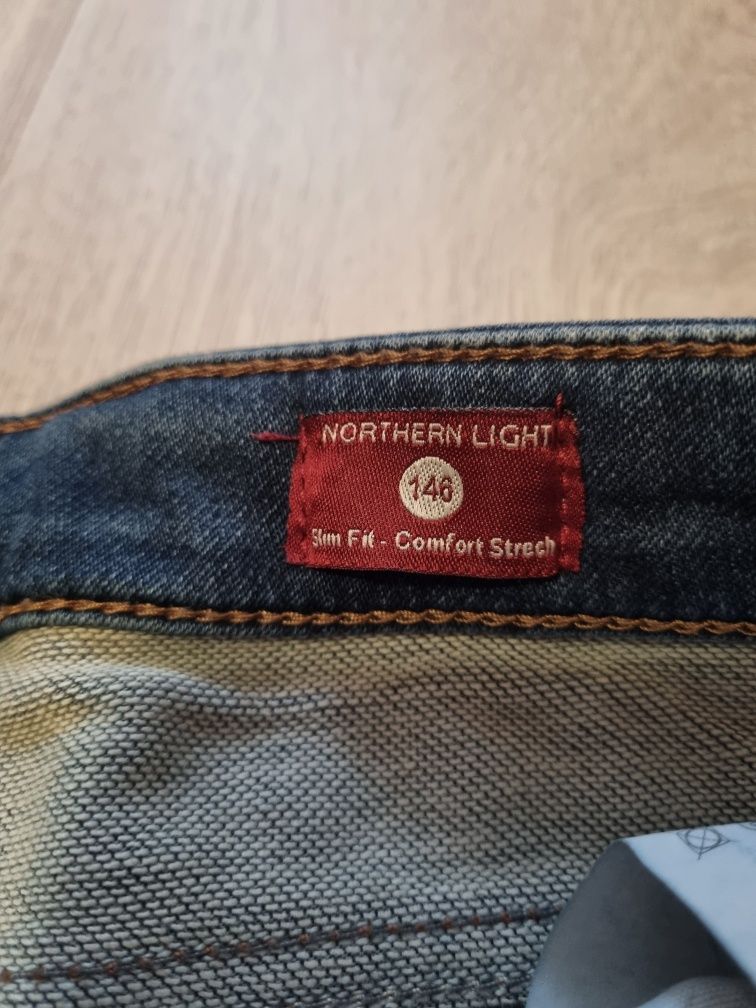 NORTHERN LIGHT
146
Slim Fit - Comfort Strech